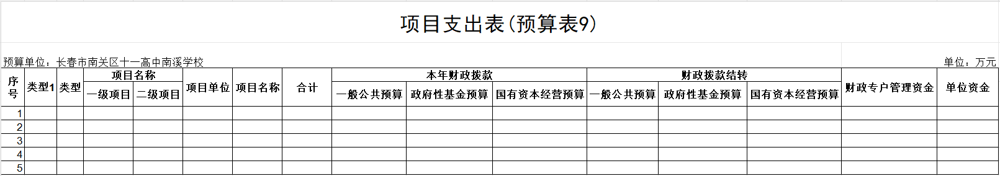 项目支出表(预算表9)
预算单位：长春市南关区十一高中南溪学校 单位：万元
序号 类型1 类型 项目名称 项目单位 项目名称 合计 本年财政拨款 财政拨款结转 财政专户管理资金 单位资金
一级项目 二级项目 一般公共预算 政府性基金预算 国有资本经营预算 一般公共预算 政府性基金预算 国有资本经营预算
1
2
3
4
5